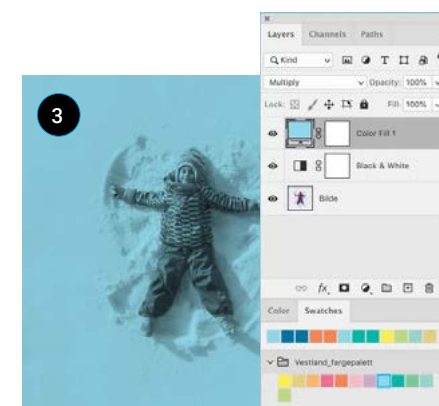 3
Layers Channels Paths
Kind
Multiply Opacity: 100%
Lock: Fill: 100%
Color Fill 1
Black & White
Bilde
fx
Color Swatches
Vestland_fargepalett